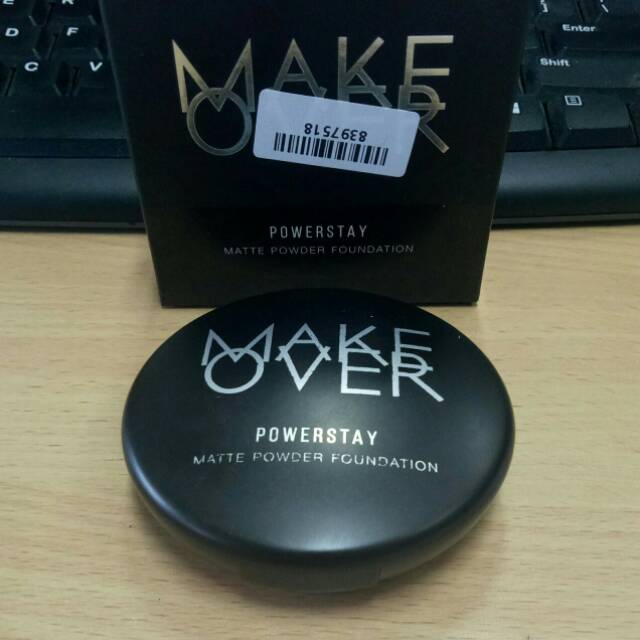 C
V
Enter
Shift
MAKE
OVER
8397518
POWERSTAY
MATTE POWDER FOUNDATION
MAKE
OVER
POWERSTAY
MATTE POWDER FOUNDATION